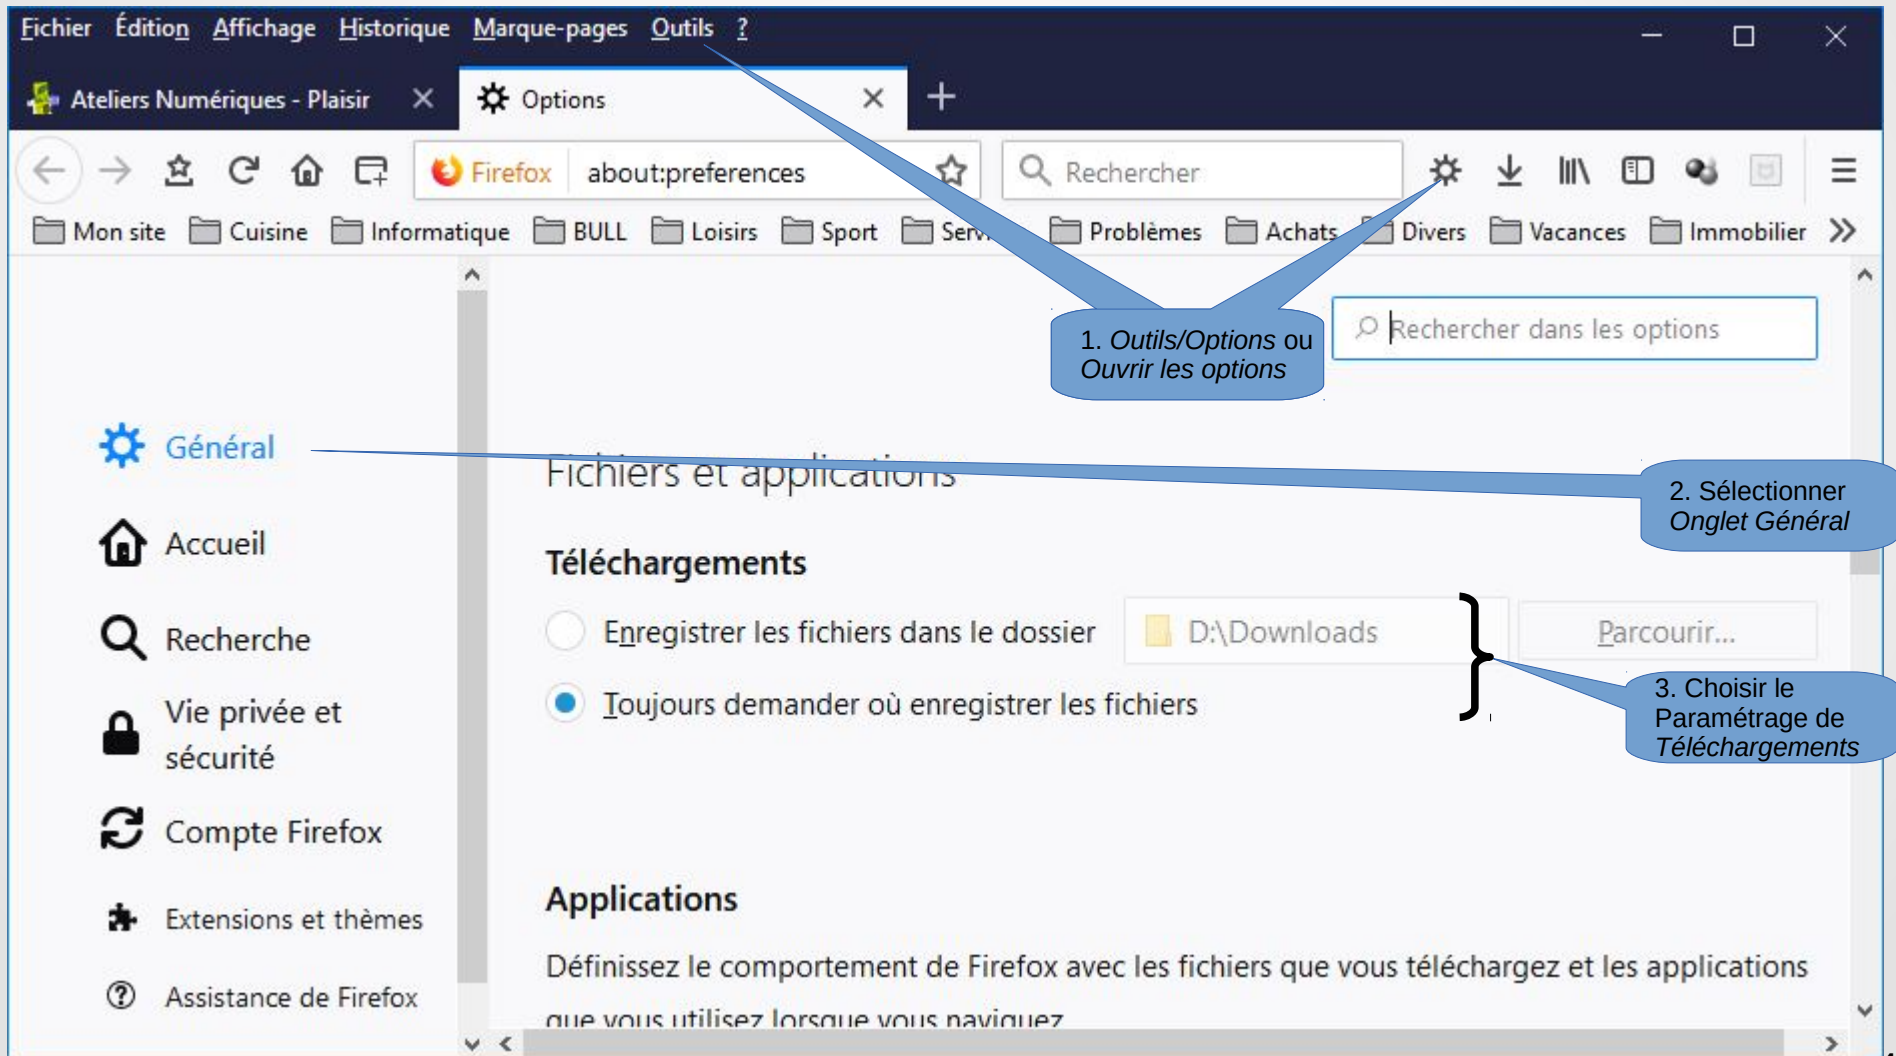 Fichier Édition Affichage Historique Marque-pages Outils ?
Ateliers Numériques - Plaisir
Options
Firefox about:preferences
Rechercher
Mon site Cuisine Informatique BULL Loisirs Sport Problèmes Achats Divers Vacances Immobilier
1. Outils/Options ou
Ouvrir les options
Rechercher dans les options
Général
Accueil
Recherche
Vie privée et
sécurité
Compte Firefox
Extensions et thèmes
Assistance de Firefox
Fichiers et applications
2. Sélectionner
Onglet Général
Téléchargements
Enregistrer les fichiers dans le dossier D:\Downloads Parcourir...
Toujours demander où enregistrer les fichiers
3. Choisir le
Paramétrage de
Téléchargements
Applications
Définissez le comportement de Firefox avec les fichiers que vous téléchargez et les applications
que vous utilisez lorsque vous naviguez